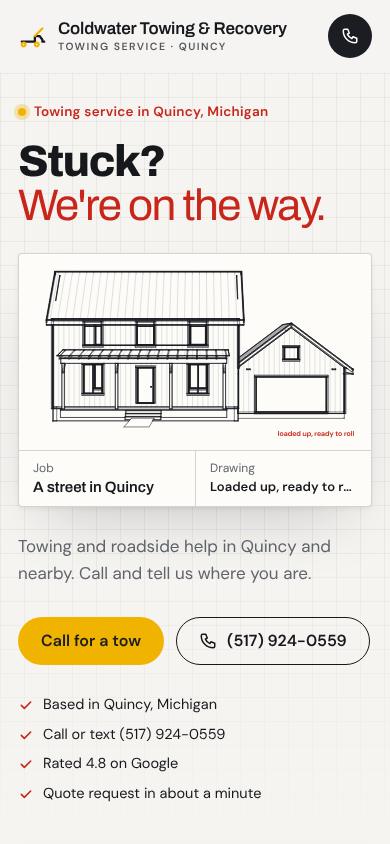 Coldwater Towing & Recovery
TOWING SERVICE · QUINCY
Towing service in Quincy, Michigan
Stuck?
We're on the way.
loaded up, ready to roll
Job
A street in Quincy
Drawing
Loaded up, ready to r...
Towing and roadside help in Quincy and
nearby. Call and tell us where you are.
Call for a tow
(517) 924-0559
Based in Quincy, Michigan
Call or text (517) 924-0559
Rated 4.8 on Google
Quote request in about a minute